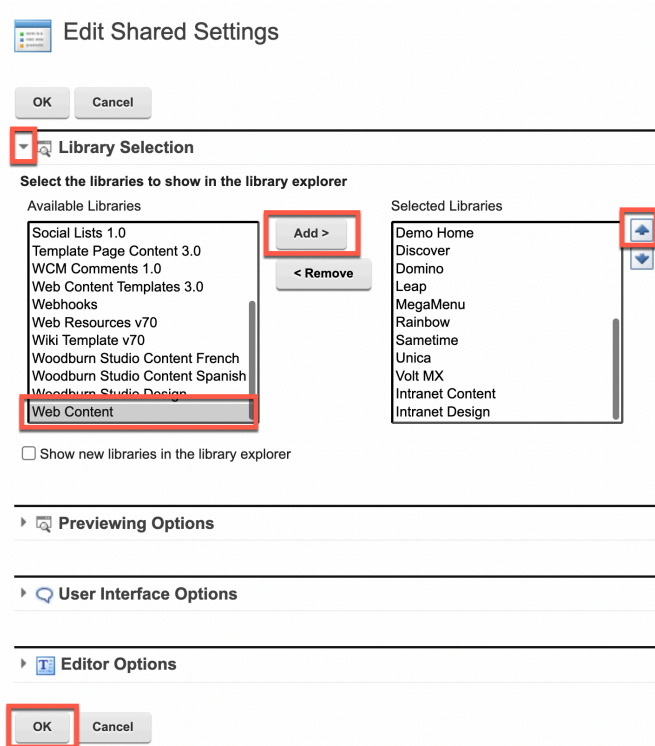 Edit Shared Settings
OK Cancel
Library Selection
Select the libraries to show in the library explorer
Available Libraries
Social Lists 1.0
Template Page Content 3.0
WCM Comments 1.0
Web Content Templates 3.0
Webhooks
Web Resources v70
Wiki Template v70
Woodburn Studio Content French
Woodburn Studio Content Spanish
Woodburn Studio Design
Web Content
Add >
< Remove
Selected Libraries
Demo Home
Discover
Domino
Leap
MegaMenu
Rainbow
Sametime
Unica
Volt MX
Intranet Content
Intranet Design
Show new libraries in the library explorer
Previewing Options
User Interface Options
Editor Options
OK Cancel